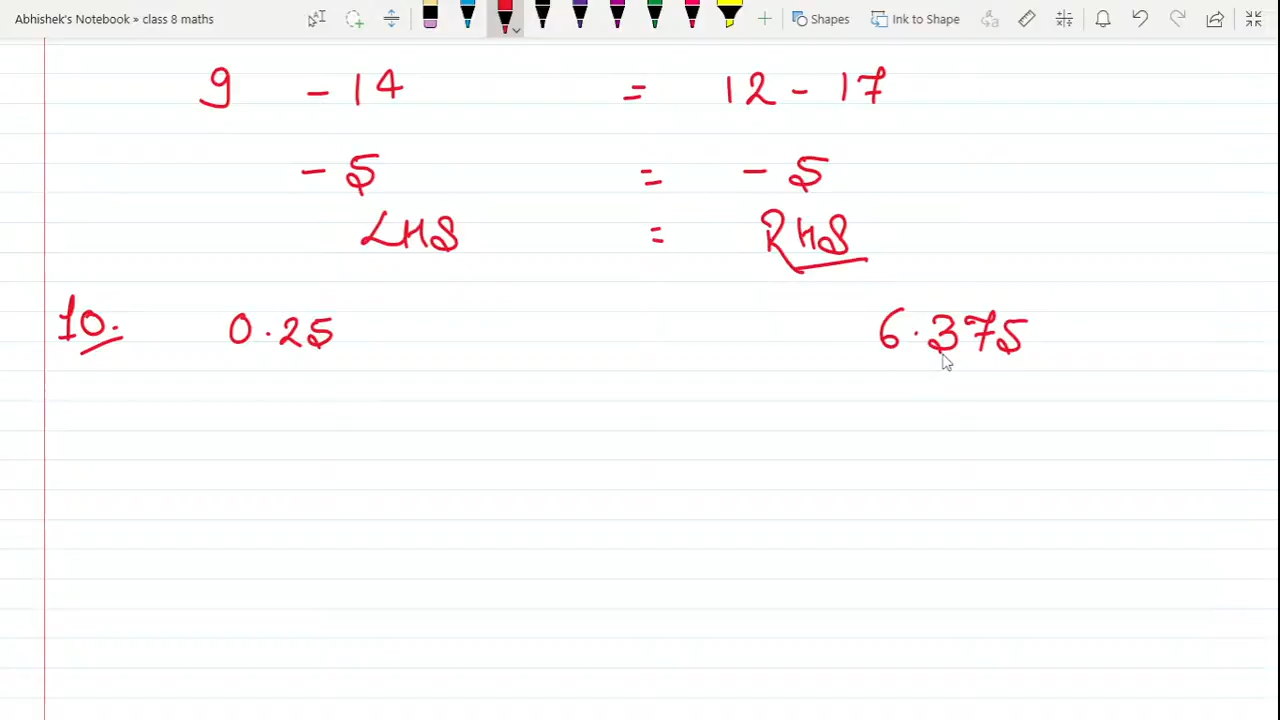 Abhishek's Notebook » class 8 maths Shapes Ink to Shape
9 - 14 = 12 - 17
- 5 = - 5
LHS = RHS
10. 0.25 6.375